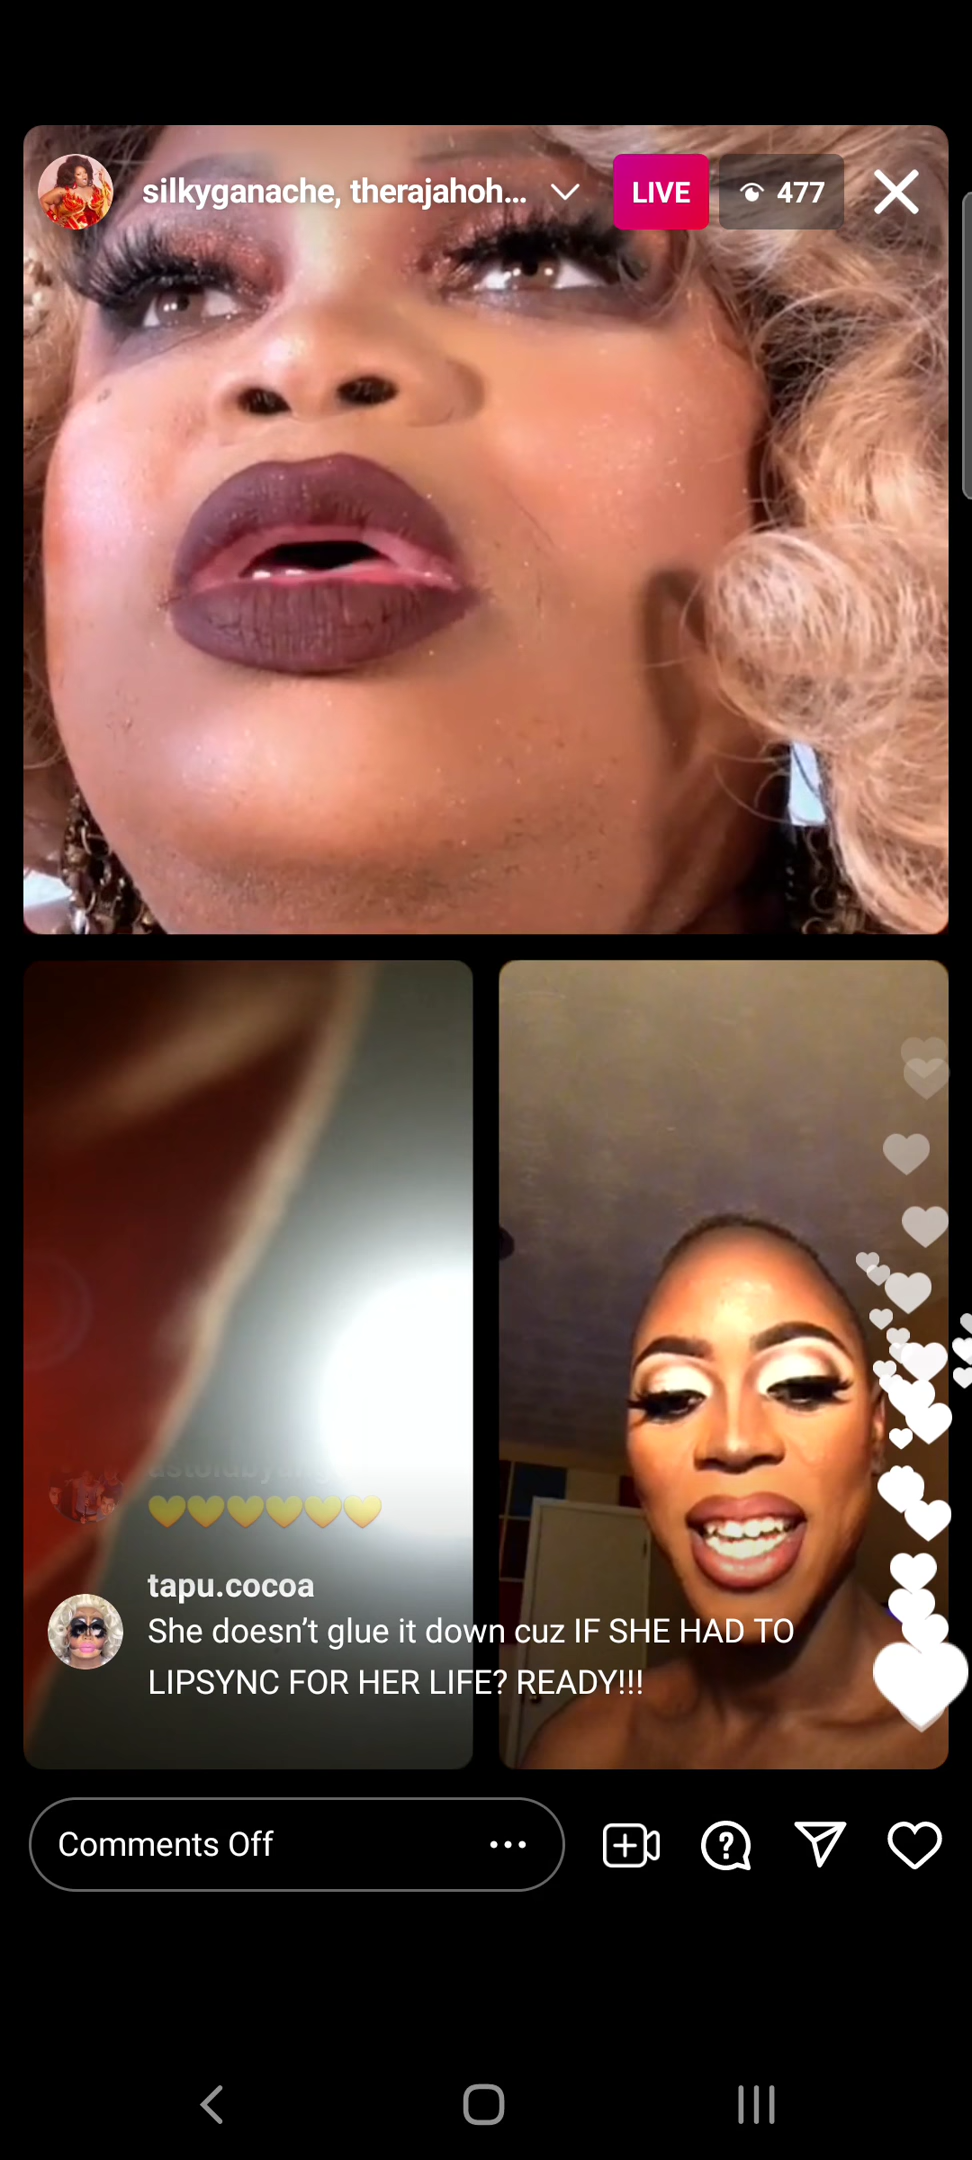 silkyganache, therajahoh...
LIVE
477
tapu.cocoa
She doesn’t glue it down cuz IF SHE HAD TO
LIPSYNC FOR HER LIFE? READY!!!
Comments Off